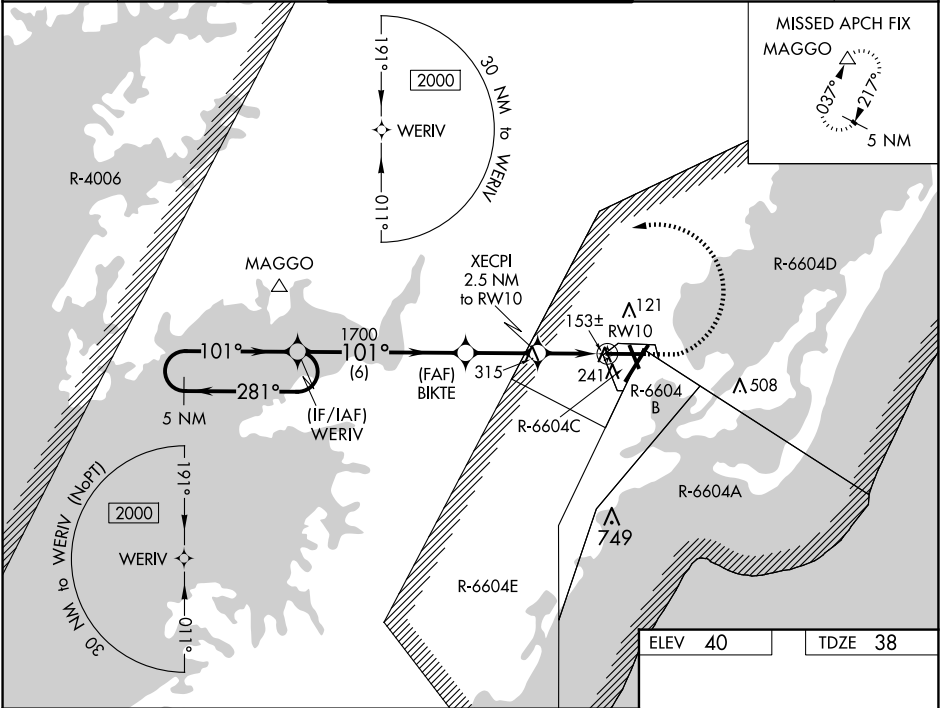 MISSED APCH FIX
MAGGO
037°
217°
5 NM
191°
2000
30 NM to WERIV
WERIV
011°
R-4006
R-6604D
XECPI
2.5 NM
to RW10
MAGGO
121
153±
RW10
1700
101°
101°
(6)
315
241
(FAF)
BIKTE
281°
5 NM
(IF/IAF)
WERIV
R-6604
B
508
R-6604C
30 NM to WERIV (NoPT)
191°
2000
WERIV
011°
R-6604A
749
R-6604E
ELEV 40
TDZE 38